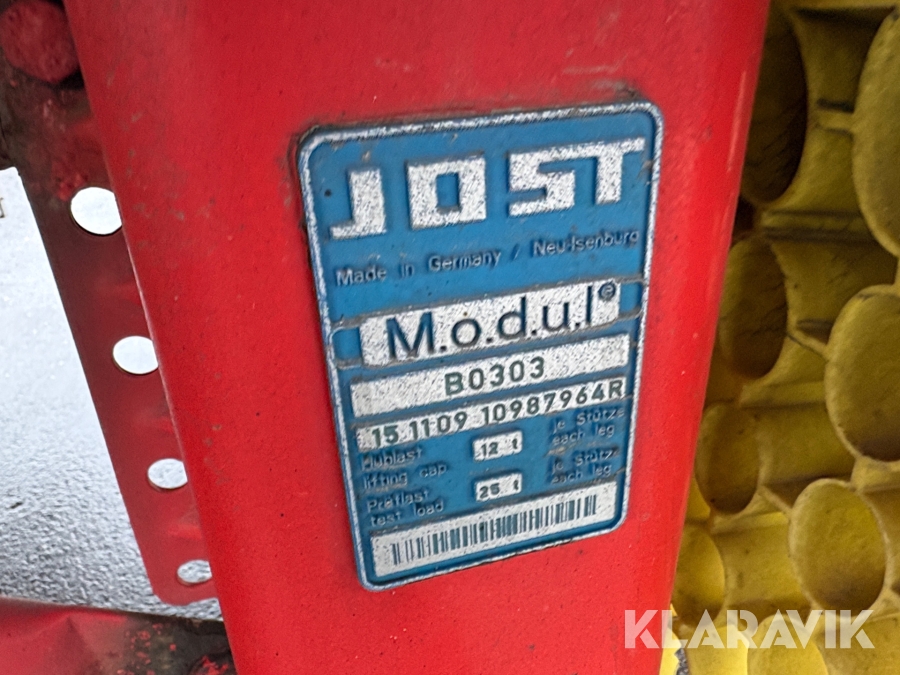 JOST
Made in Germany / Neu-Isenburg
M.o.d.u.l®
B0303
15 11 09 10987964R
Hublast 12 t je Stütze
lifting cap. each leg
Prüflast 25 t je Stütze
test load each leg
KLARAVIK